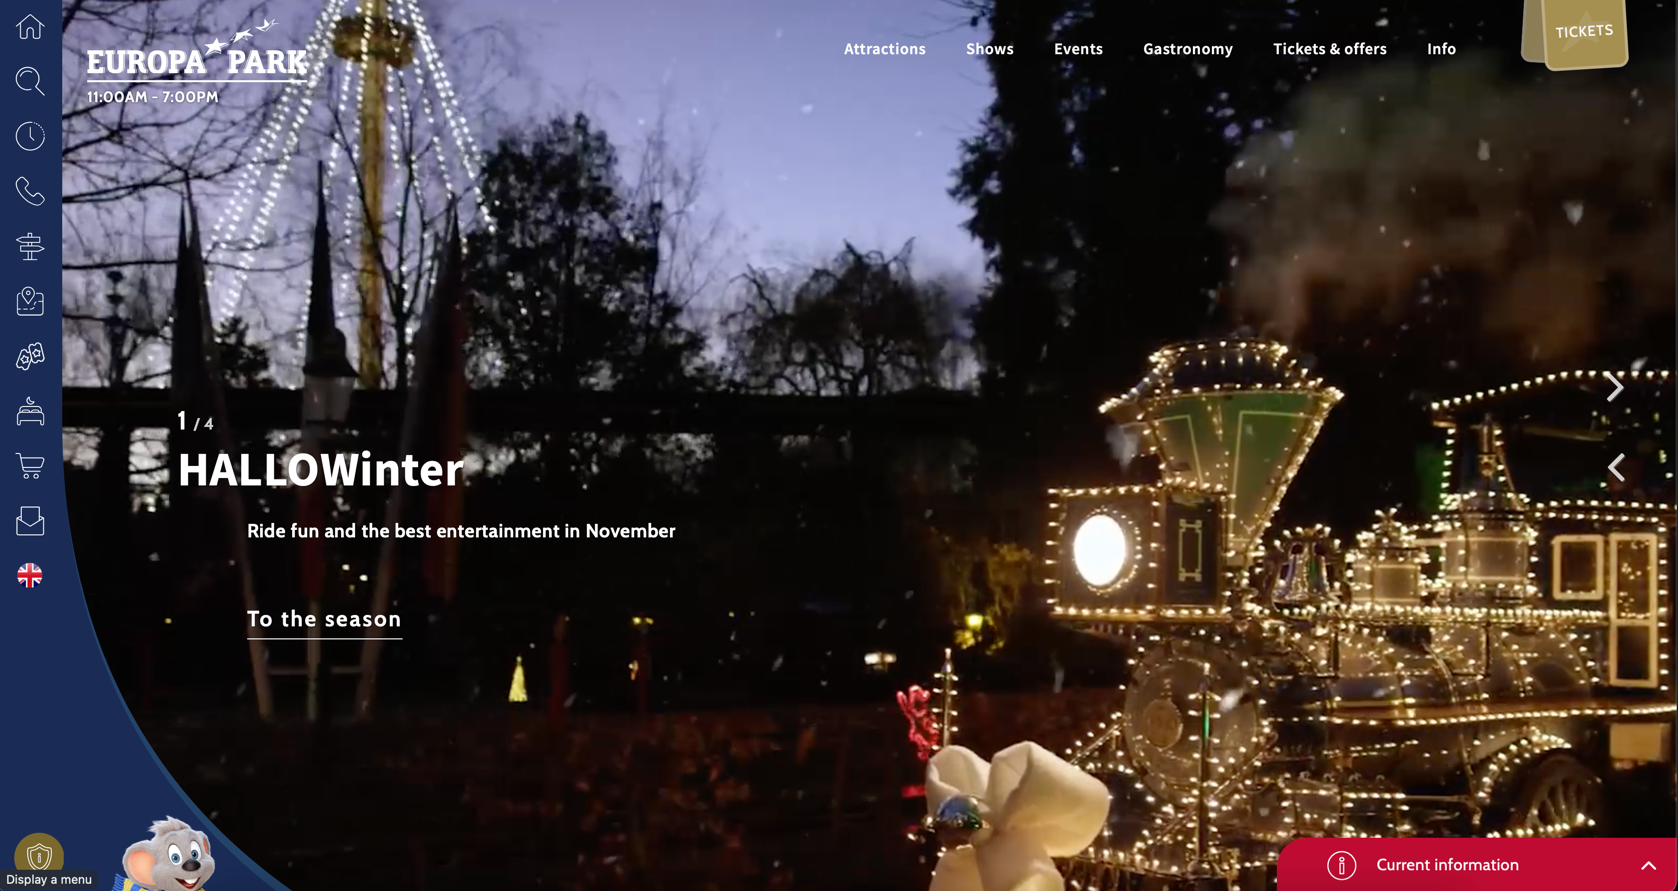 EUROPA PARK
11:00AM - 7:00PM
Attractions
Shows
Events
Gastronomy
Tickets & offers
Info
TICKETS
1 / 4
HALLOWinter
Ride fun and the best entertainment in November
To the season
Display a menu
Current information